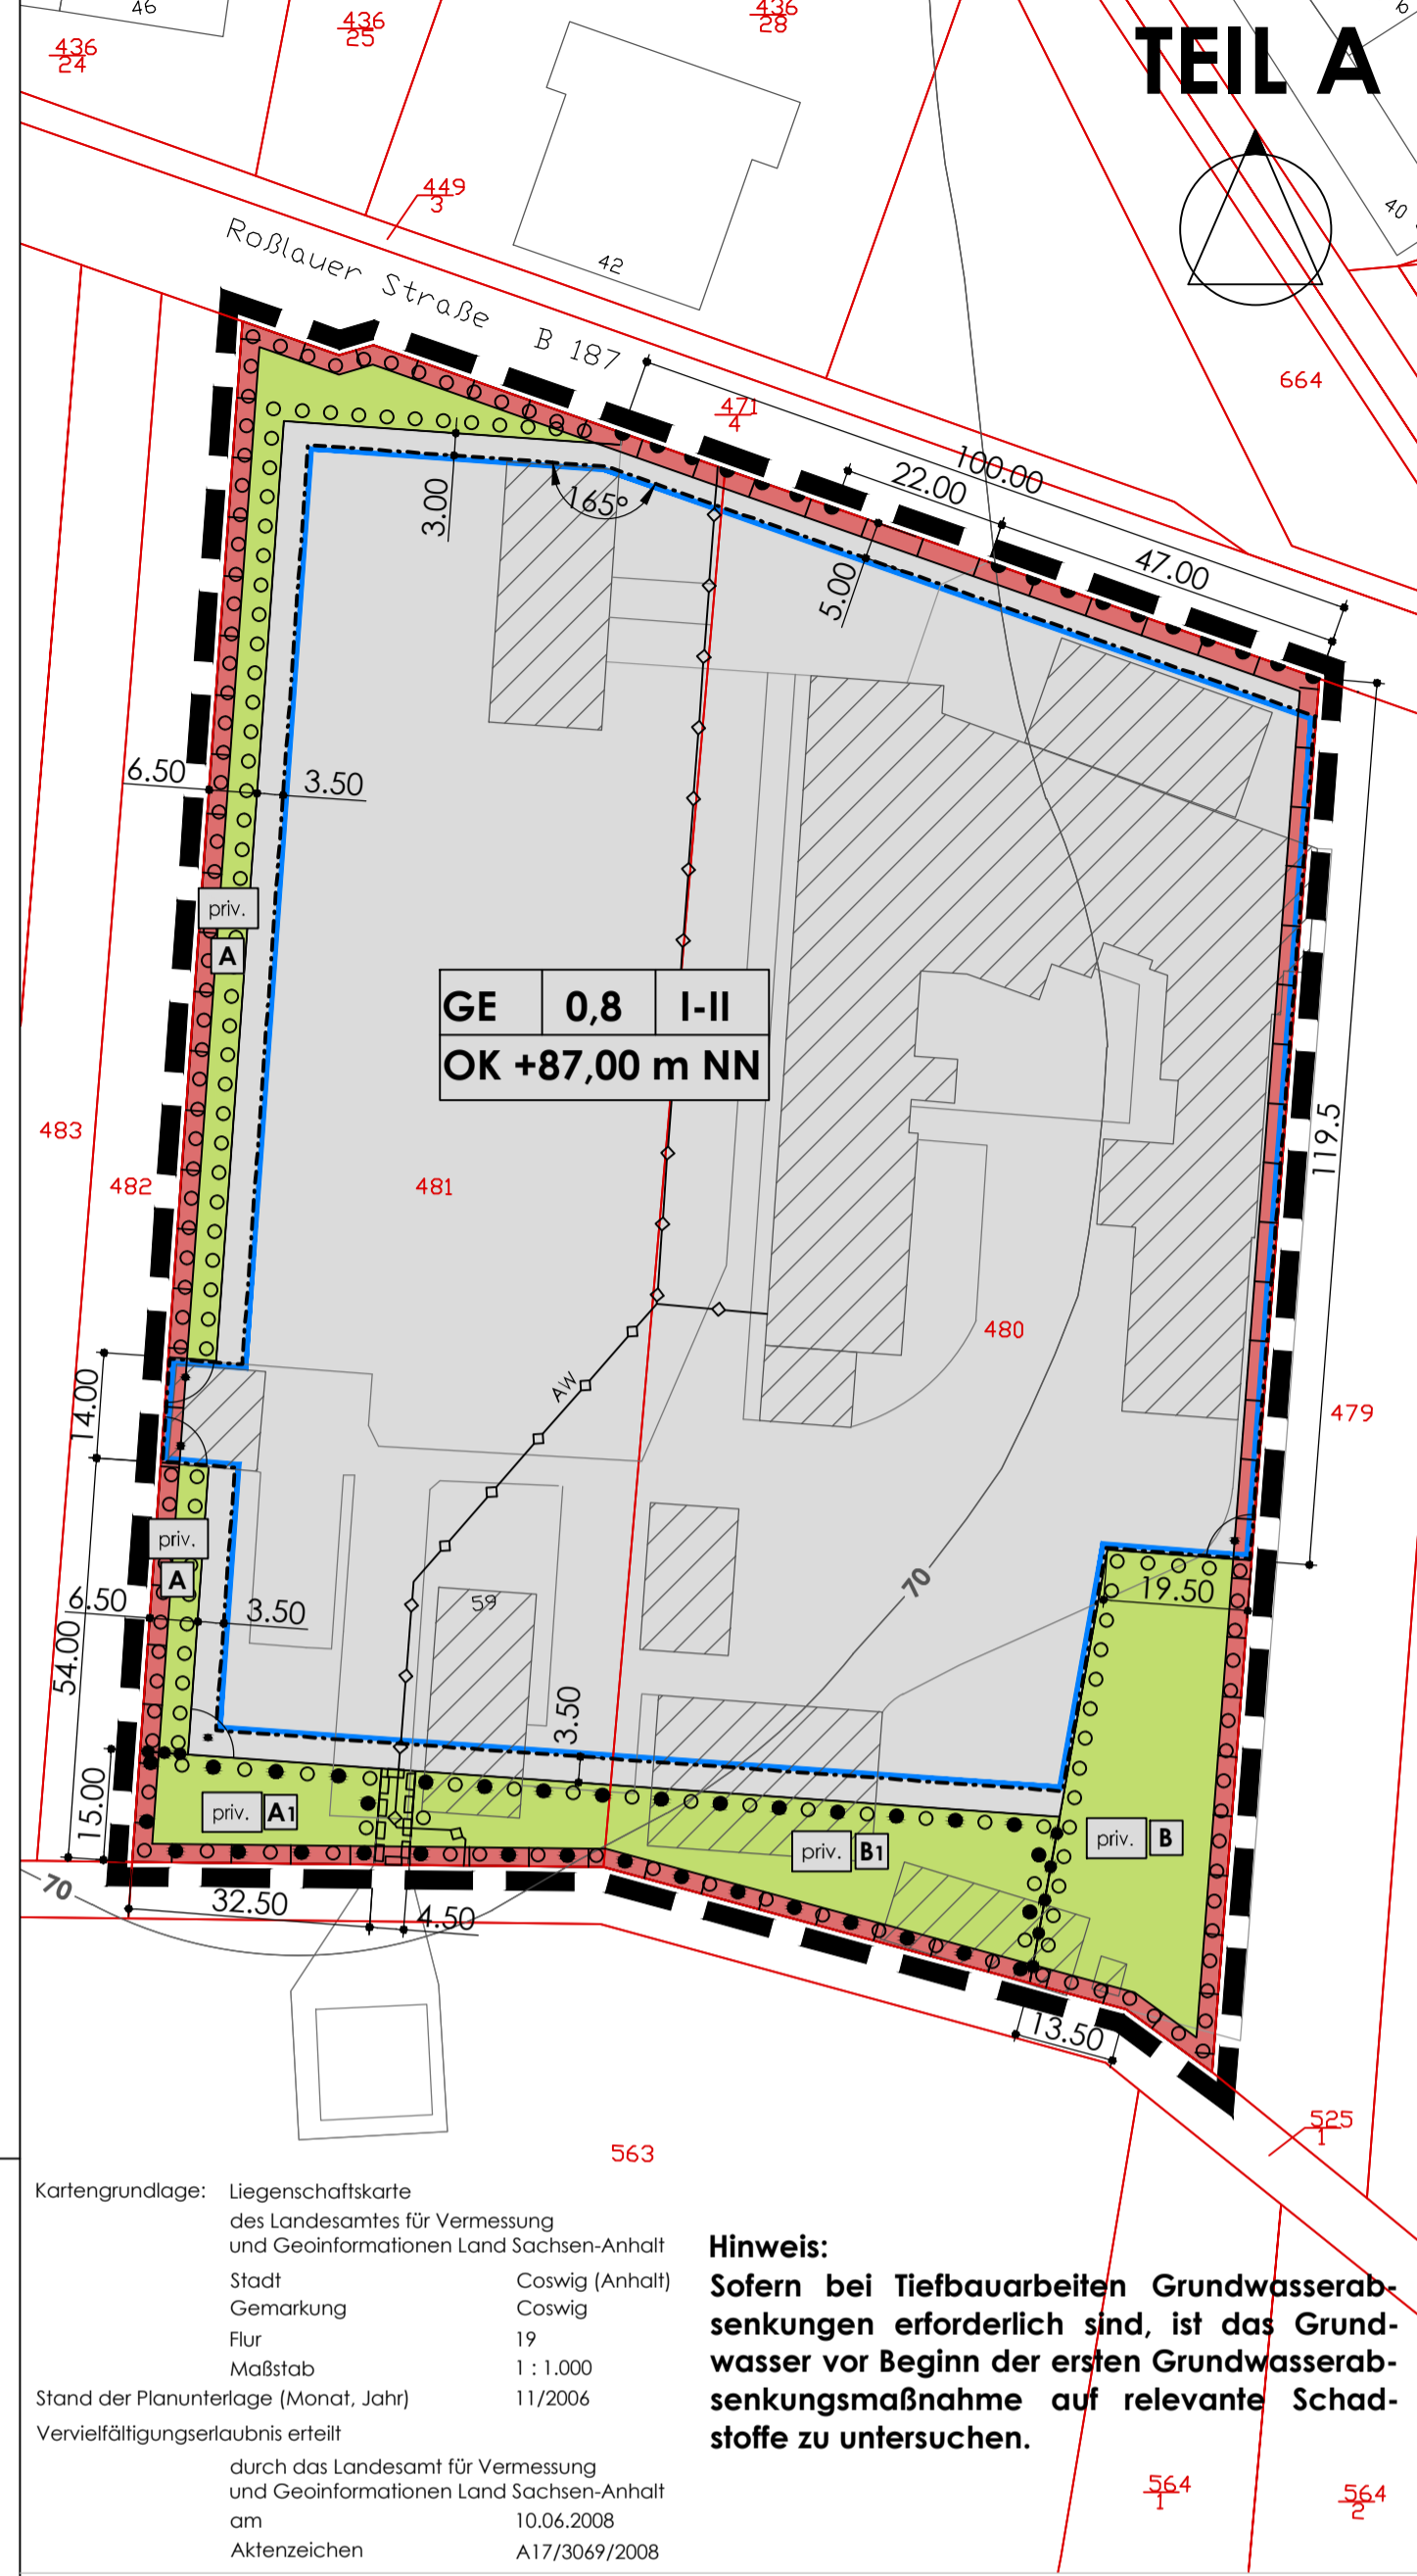 46
436
24
436
25
436
28
6
TEIL A
449
3
40
42
Roßlauer Straße B 187
664
471
4
100.00
22.00
47.00
165°
3.00
5.00
6.50
3.50
priv.
A
GE 0,8 I-II
OK +87,00 m NN
119.5
483
482
481
480
14.00
AW
479
priv.
A
70
59
19.50
6.50
3.50
54.00
3.50
15.00
priv. A1
priv. B1
priv. B
70
32.50
4.50
13.50
525
1
563
Kartengrundlage: Liegenschaftskarte
des Landesamtes für Vermessung
und Geoinformationen Land Sachsen-Anhalt
Stadt Coswig (Anhalt)
Gemarkung Coswig
Flur 19
Maßstab 1 : 1.000
Stand der Planunterlage (Monat, Jahr) 11/2006
Vervielfältigungserlaubnis erteilt
durch das Landesamt für Vermessung
und Geoinformationen Land Sachsen-Anhalt
am 10.06.2008
Aktenzeichen A17/3069/2008
Hinweis:
Sofern bei Tiefbauarbeiten Grundwasserab-
senkungen erforderlich sind, ist das Grund-
wasser vor Beginn der ersten Grundwasserab-
senkungsmaßnahme auf relevante Schad-
stoffe zu untersuchen.
564
1
564
2